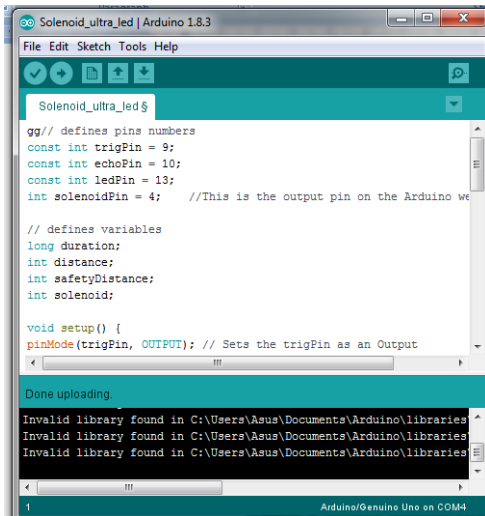 Solenoid_ultra_led | Arduino 1.8.3
File Edit Sketch Tools Help
Solenoid_ultra_led §
gg// defines pins numbers
const int trigPin = 9;
const int echoPin = 10;
const int ledPin = 13;
int solenoidPin = 4;    //This is the output pin on the Arduino we
// defines variables
long duration;
int distance;
int safetyDistance;
int solenoid;
void setup() {
pinMode(trigPin, OUTPUT); // Sets the trigPin as an Output
Done uploading.
Invalid library found in C:\Users\Asus\Documents\Arduino\libraries
Invalid library found in C:\Users\Asus\Documents\Arduino\libraries
Invalid library found in C:\Users\Asus\Documents\Arduino\libraries
1
Arduino/Genuino Uno on COM4